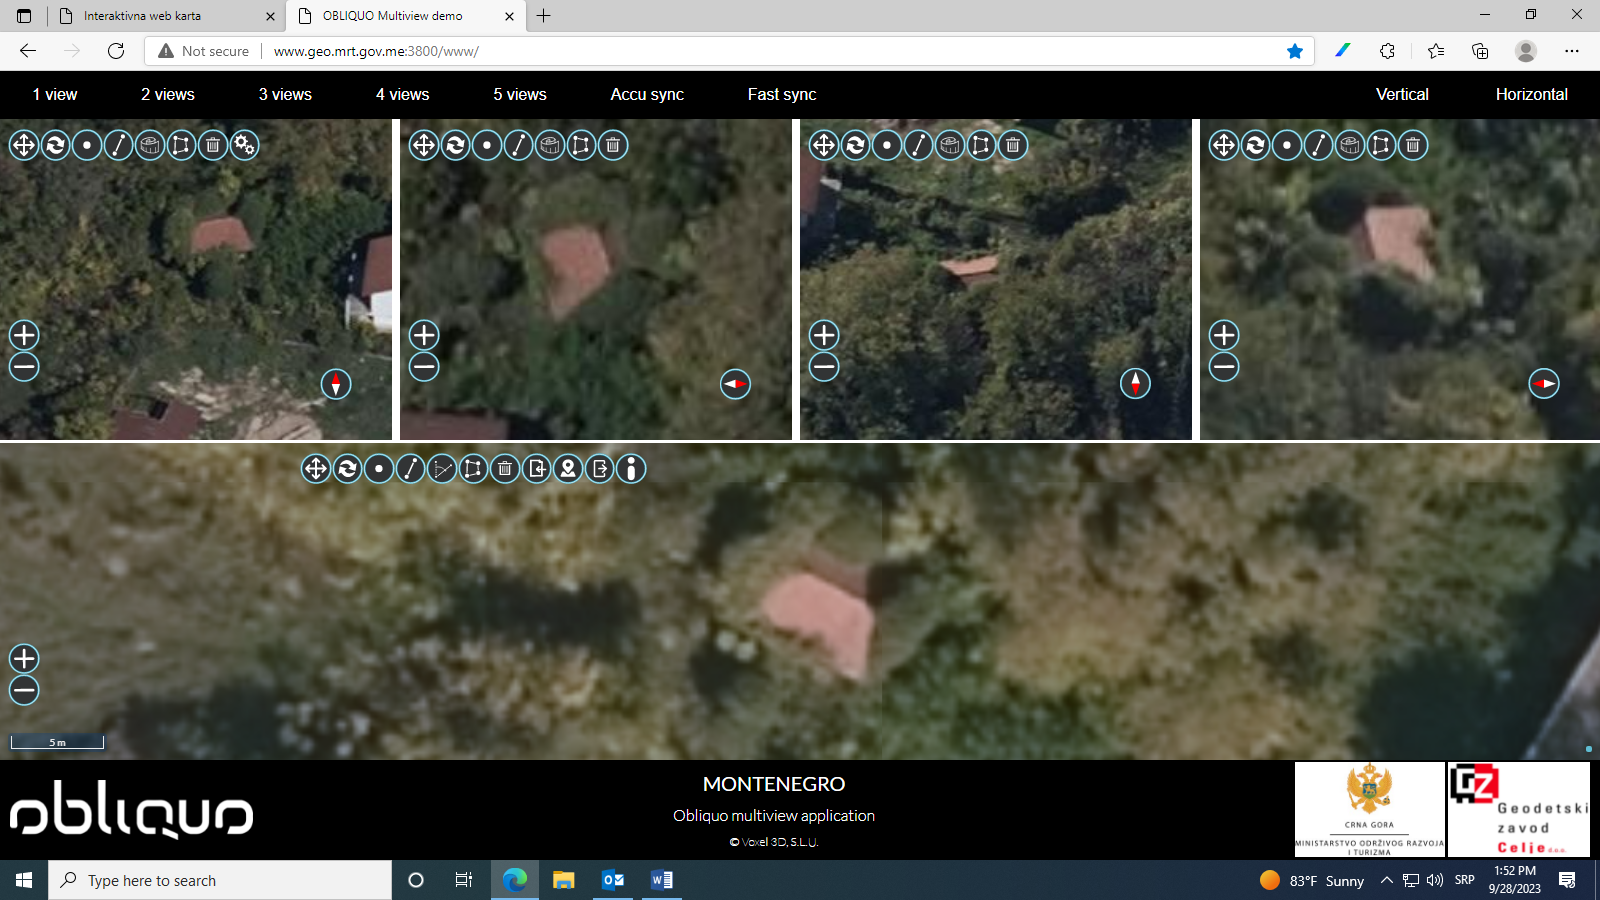 Interaktivna web karta
OBLIQUO Multiview demo
Not secure
www.geo.mrt.gov.me:3800/www/
1 view
2 views
3 views
4 views
5 views
Accu sync
Fast sync
Vertical
Horizontal
5 m
obliquo
MONTENEGRO
Obliquo multiview application
© Voxel 3D, S.L.U.
CRNA GORA
MINISTARSTVO ODRŽIVOG RAZVOJA
I TURIZMA
GZ
Geodetski
zavod
Celje d.o.o.
Type here to search
83°F Sunny
SRP
1:52 PM
9/28/2023